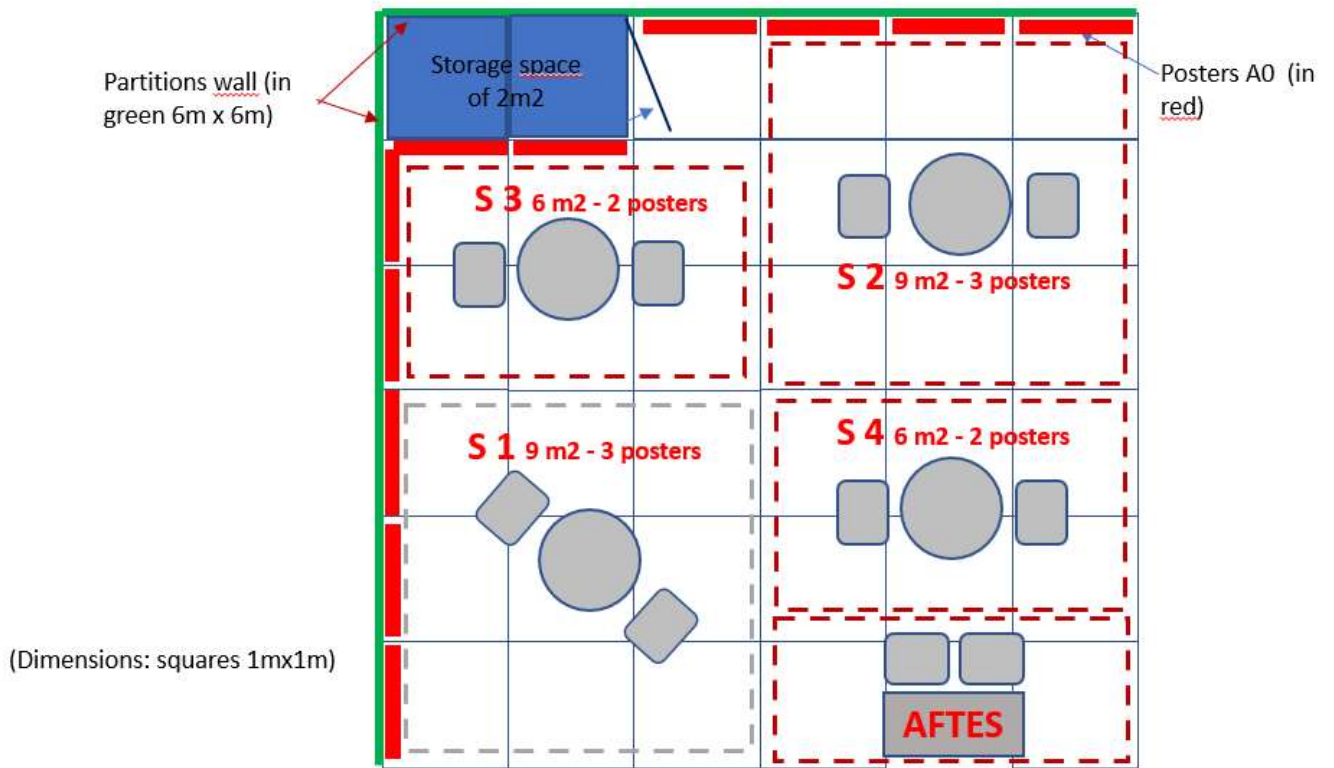 Partitions wall (in
green 6m x 6m)
Storage space
of 2m2
Posters A0 (in
red)
S 3 6 m2 - 2 posters
S 2 9 m2 - 3 posters
S 1 9 m2 - 3 posters
S 4 6 m2 - 2 posters
(Dimensions: squares 1mx1m)
AFTES